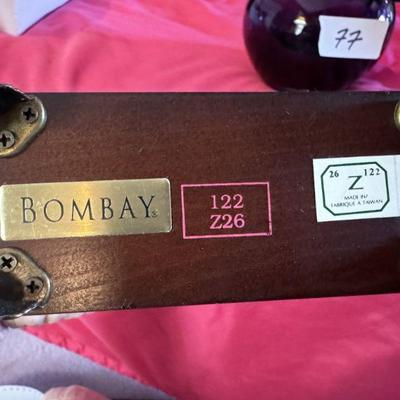 77
BOMBAY®
122
Z26
26 Z 122
MADE IN/
FABRIQUE A TAIWAN